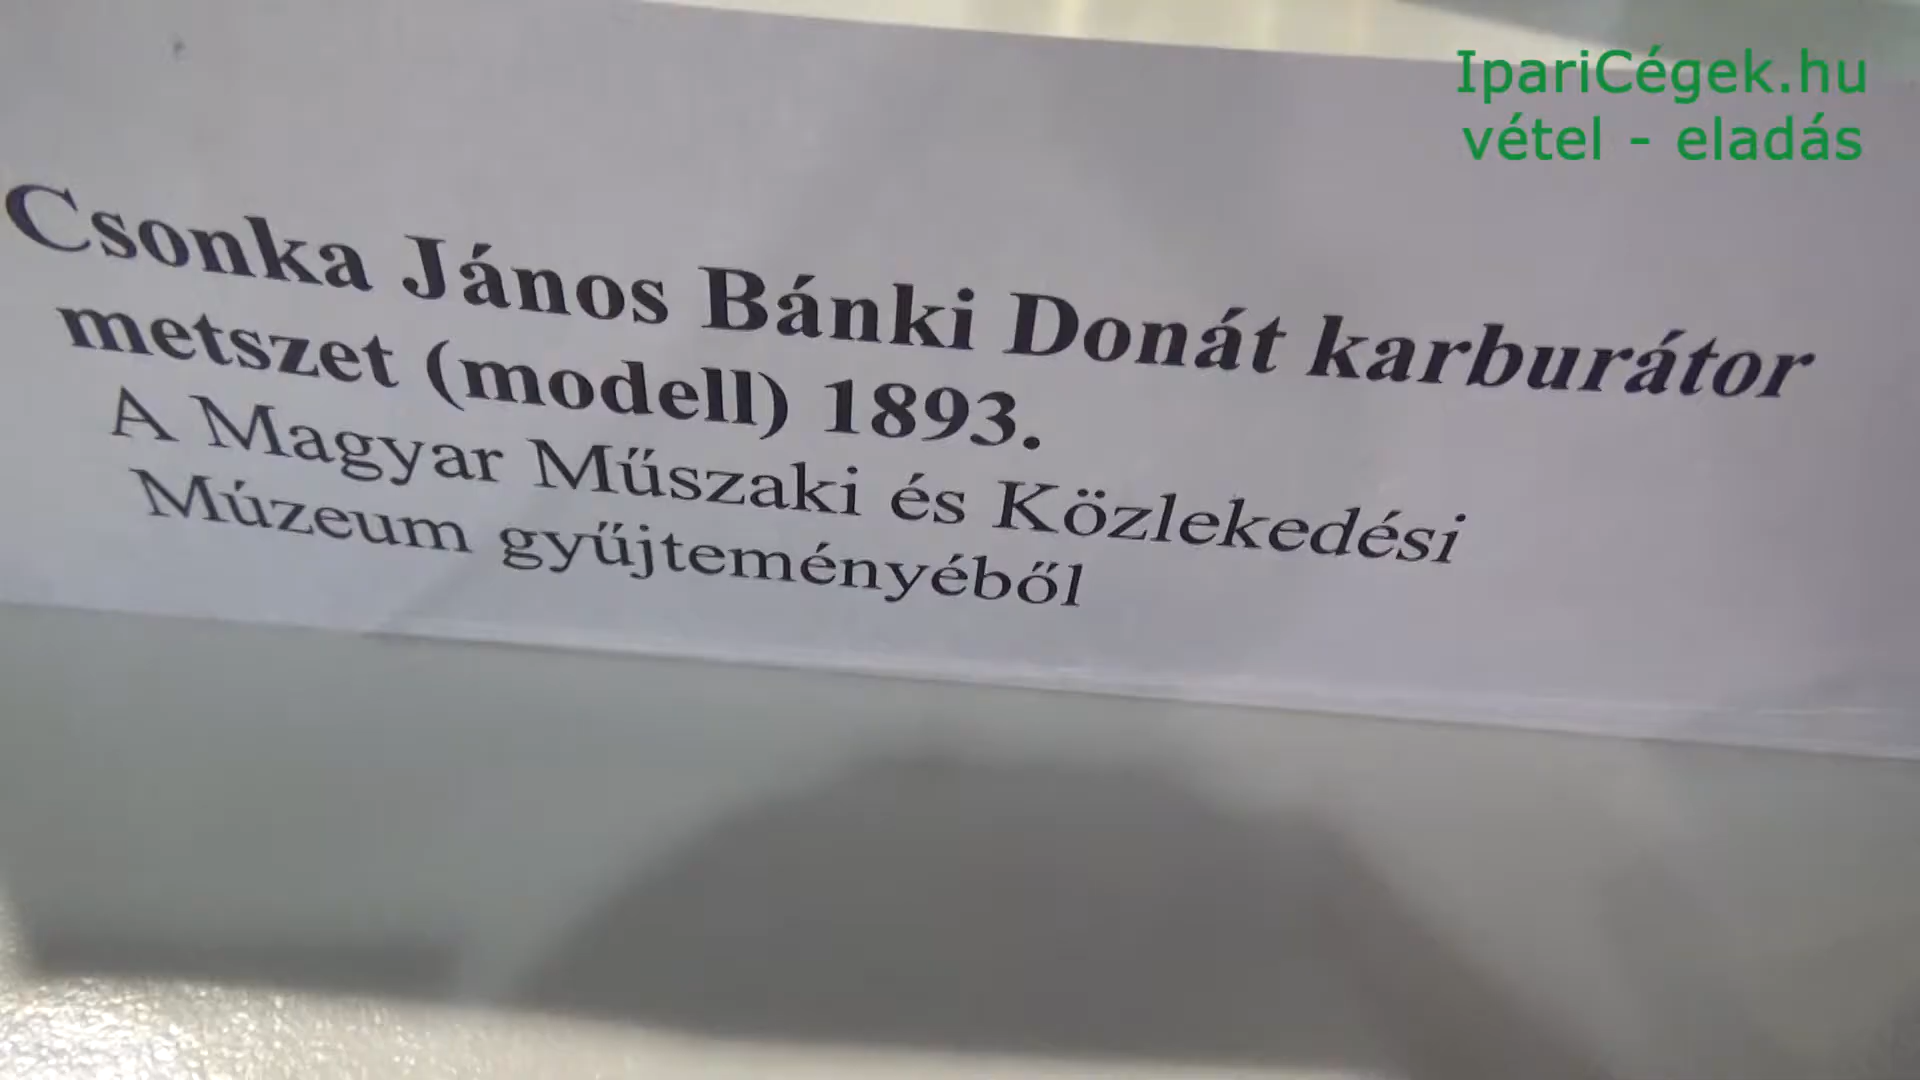 IpariCégek.hu
vétel - eladás
Csonka János Bánki Donát karburátor
metszet (modell) 1893.
A Magyar Műszaki és Közlekedési
Múzeum gyűjteményéből